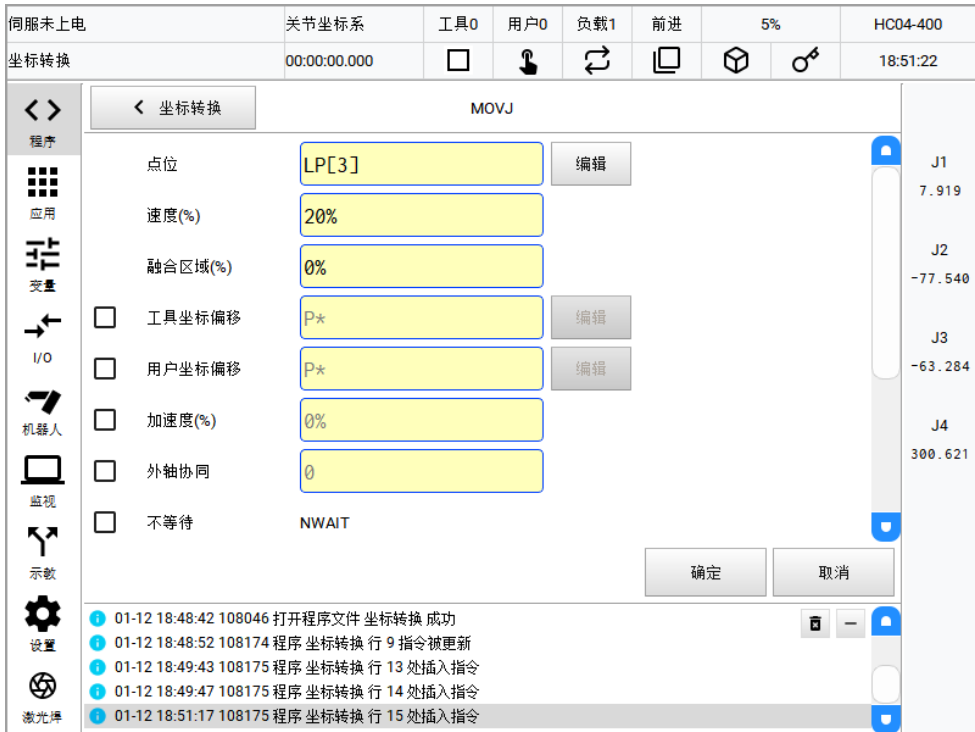 伺服未上电 关节坐标系 工具0 用户0 负载1 前进 5% HC04-400
坐标转换 00:00:00.000 18:51:22
坐标转换 MOVJ
程序
应用
变量
I/O
机器人
监视
示教
设置
激光焊
点位 LP[3] 编辑
速度(%) 20%
融合区域(%) 0%
工具坐标偏移 P* 编辑
用户坐标偏移 P* 编辑
加速度(%) 0%
外轴协同 0
不等待 NWAIT
确定 取消
J1
7.919
J2
-77.540
J3
-63.284
J4
300.621
01-12 18:48:42 108046 打开程序文件 坐标转换 成功
01-12 18:48:52 108174 程序 坐标转换 行 9 指令被更新
01-12 18:49:43 108175 程序 坐标转换 行 13 处插入指令
01-12 18:49:47 108175 程序 坐标转换 行 14 处插入指令
01-12 18:51:17 108175 程序 坐标转换 行 15 处插入指令